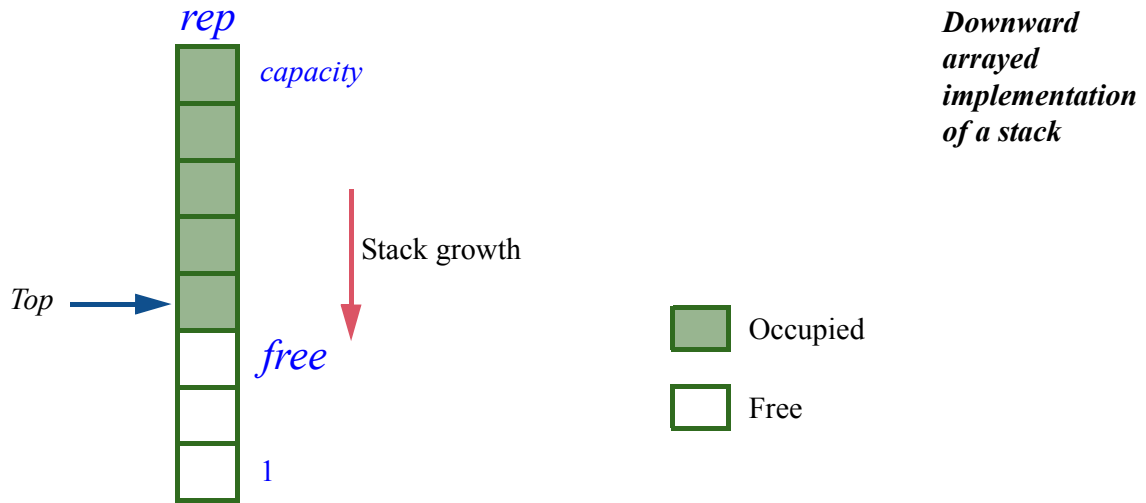 rep
capacity
Downward
arrayed
implementation
of a stack
Stack growth
Top
free
Occupied
Free
1